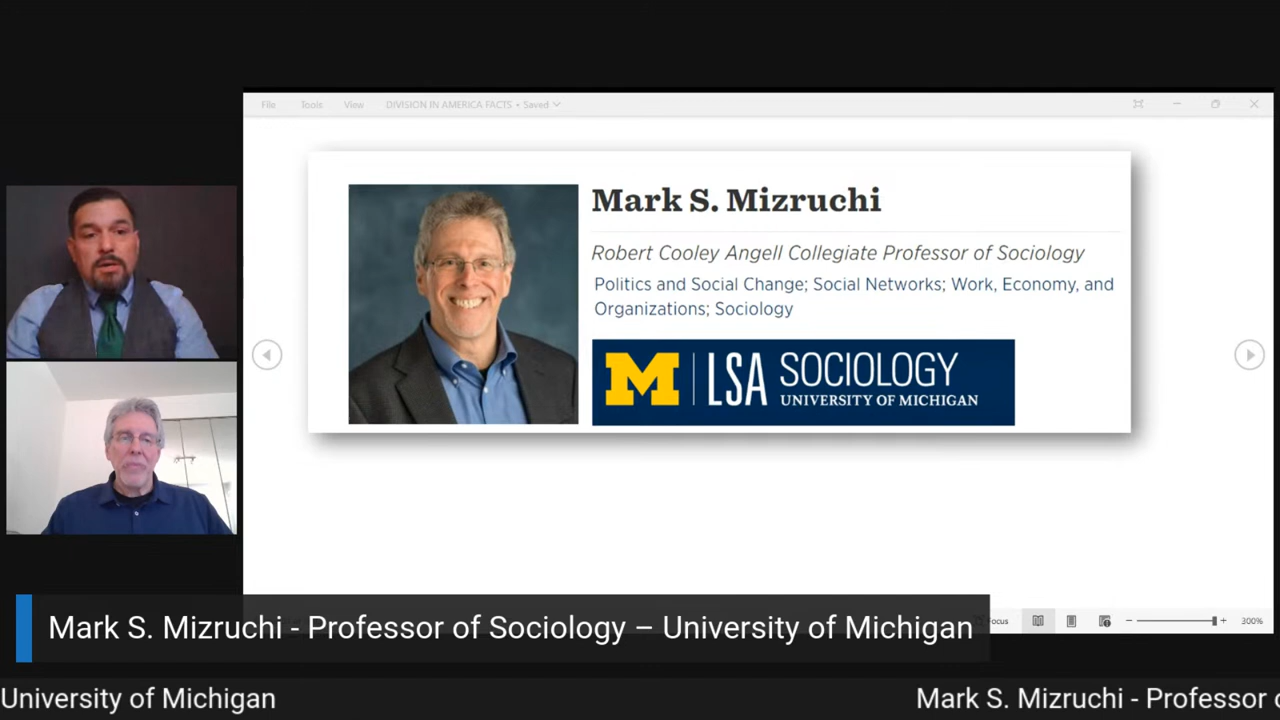 File Tools View DIVISION IN AMERICA FACTS • Saved
Mark S. Mizruchi
Robert Cooley Angell Collegiate Professor of Sociology
Politics and Social Change; Social Networks; Work, Economy, and
Organizations; Sociology
M LSA SOCIOLOGY
UNIVERSITY OF MICHIGAN
Mark S. Mizruchi - Professor of Sociology – University of Michigan
ocus 300%
University of Michigan Mark S. Mizruchi - Professor